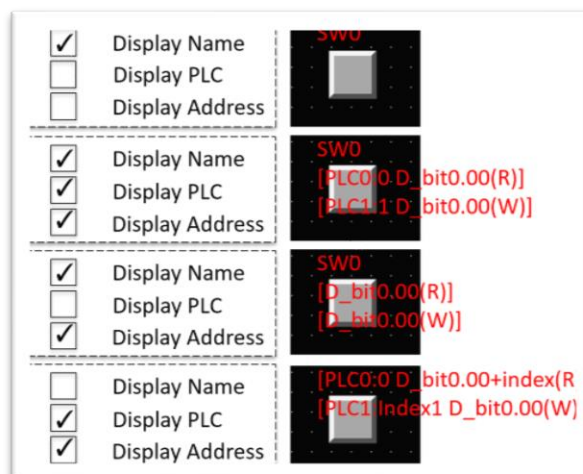 Display Name
Display PLC
Display Address
SW0
Display Name
Display PLC
Display Address
SW0
[PLC0:0 D_bit0.00(R)]
[PLC1:1 D_bit0.00(W)]
Display Name
Display PLC
Display Address
SW0
[D_bit0.00(R)]
[D_bit0.00(W)]
Display Name
Display PLC
Display Address
[PLC0:0 D_bit0.00+index(R
[PLC1 Index1 D_bit0.00(W)